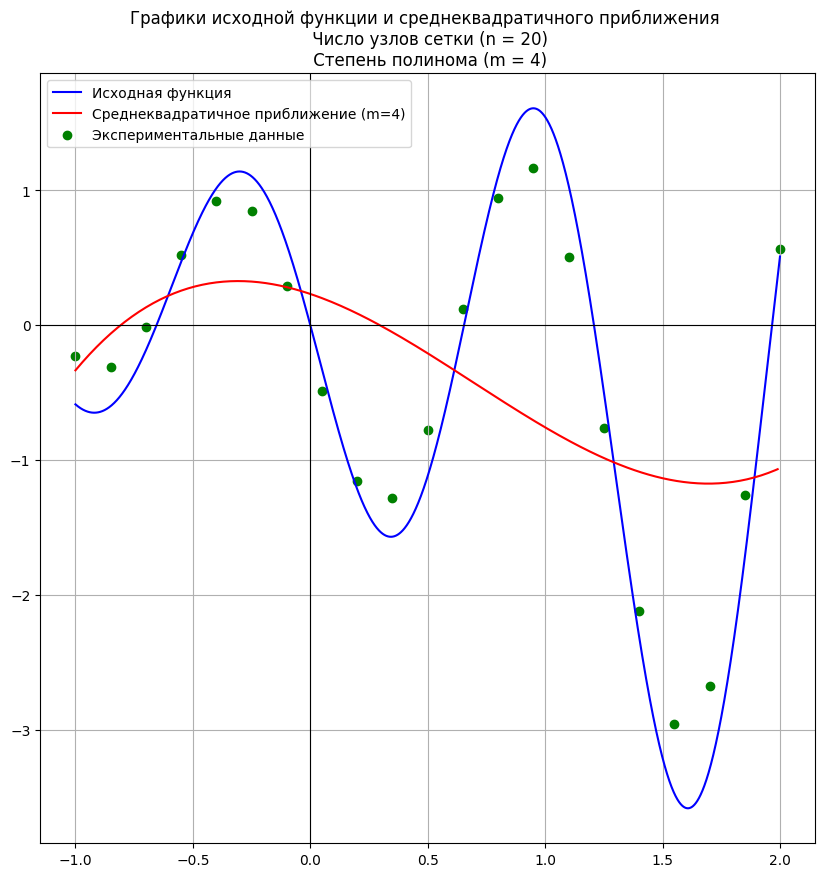 Графики исходной функции и среднеквадратичного приближения
Число узлов сетки (n = 20)
Степень полинома (m = 4)
Исходная функция
Среднеквадратичное приближение (m=4)
Экспериментальные данные
1
0
−1
−2
−3
−1.0
−0.5
0.0
0.5
1.0
1.5
2.0